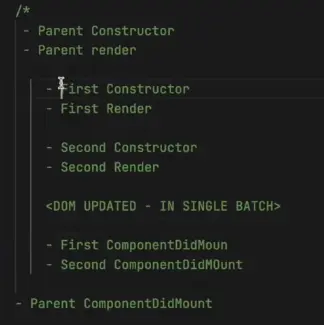 /*
- Parent Constructor
- Parent render
- First Constructor
- First Render
- Second Constructor
- Second Render
<DOM UPDATED - IN SINGLE BATCH>
- First ComponentDidMoun
- Second ComponentDidMOunt
- Parent ComponentDidMount